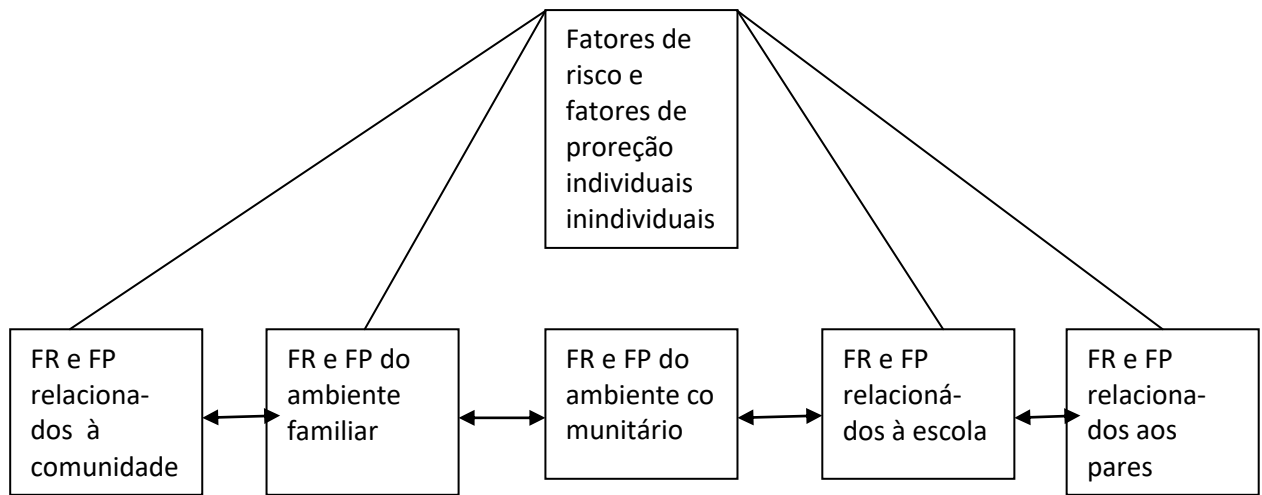 Fatores de
risco e
fatores de
proreção
individuais
inindividuais
FR e FP
relaciona-
dos à
comunidade
FR e FP do
ambiente
familiar
FR e FP do
ambiente co
munitário
FR e FP
relacioná-
dos à escola
FR e FP
relaciona-
dos aos
pares